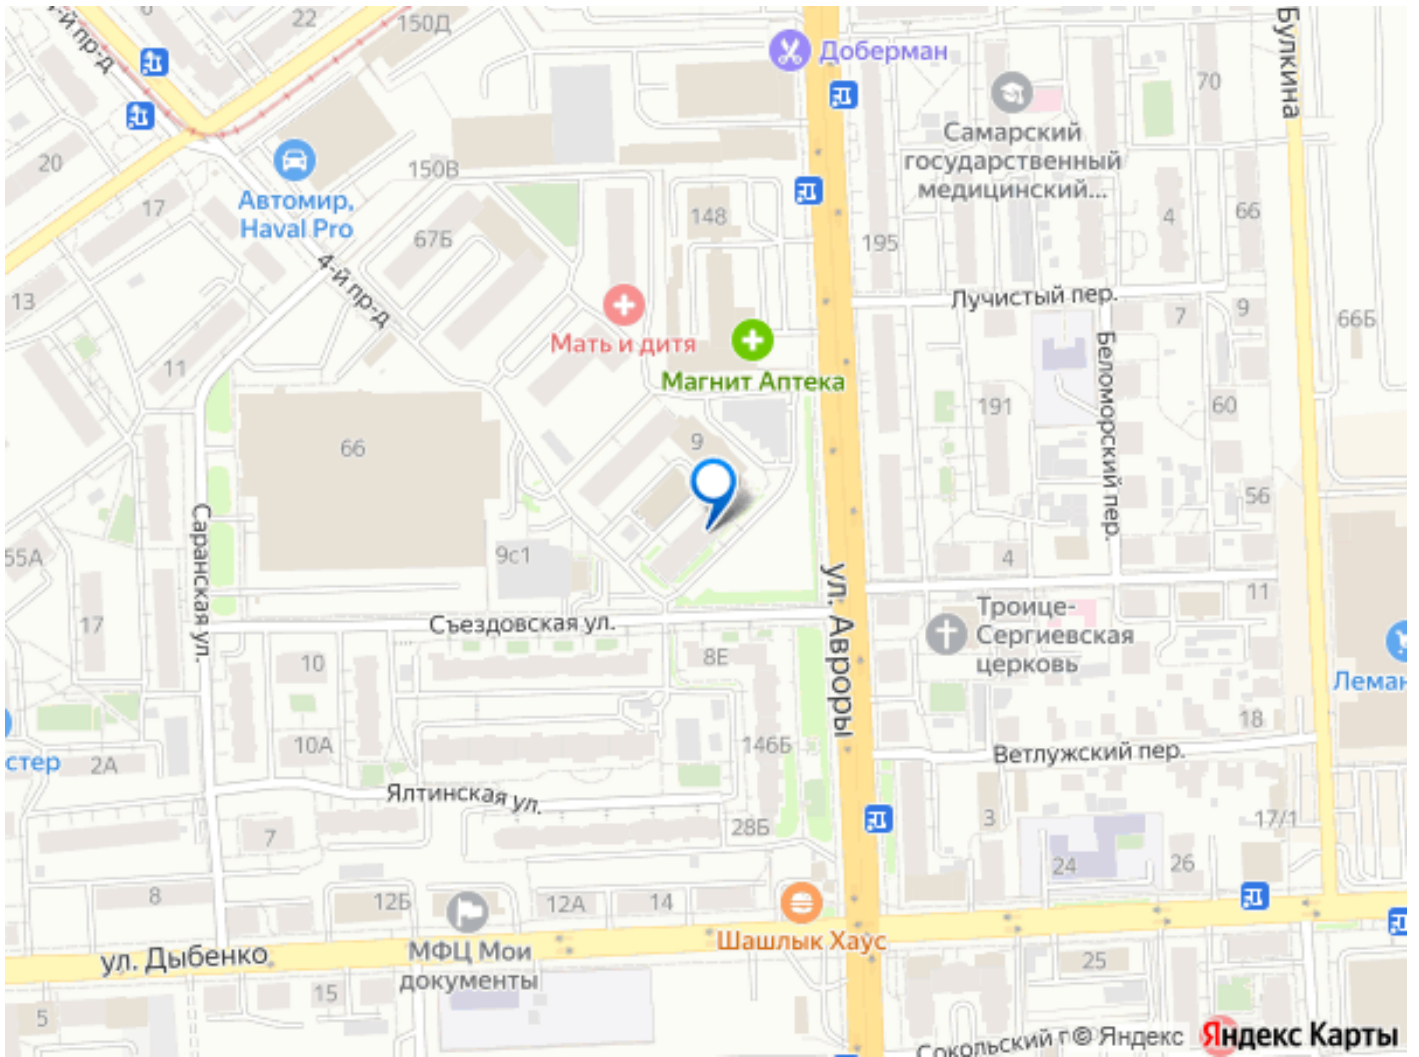 6
22
150Д
й пр-д
Доберман
Булкина
70
Самарский
государственный
медицинский...
20
150В
17
Автомир,
Haval Pro
67Б
148
4
66
195
4-й пр-д
13
Лучистый пер.
7
9
66Б
Мать и дитя
11
Магнит Аптека
Беломорский пер.
191
60
66
9
56
Саранская ул.
55А
9с1
4
ул. Авроры
11
Троице-
Сергиевская
церковь
17
Съездовская ул.
10
8Е
Леман
18
10А
146Б
стер
2А
Ветлужский пер.
Ялтинская ул.
28Б
3
17/1
7
24
26
8
12Б
12А
14
Шашлык Хаус
ул. Дыбенко
МФЦ Мои
документы
25
15
5
Сокольский п
© Яндекс
Яндекс Карты